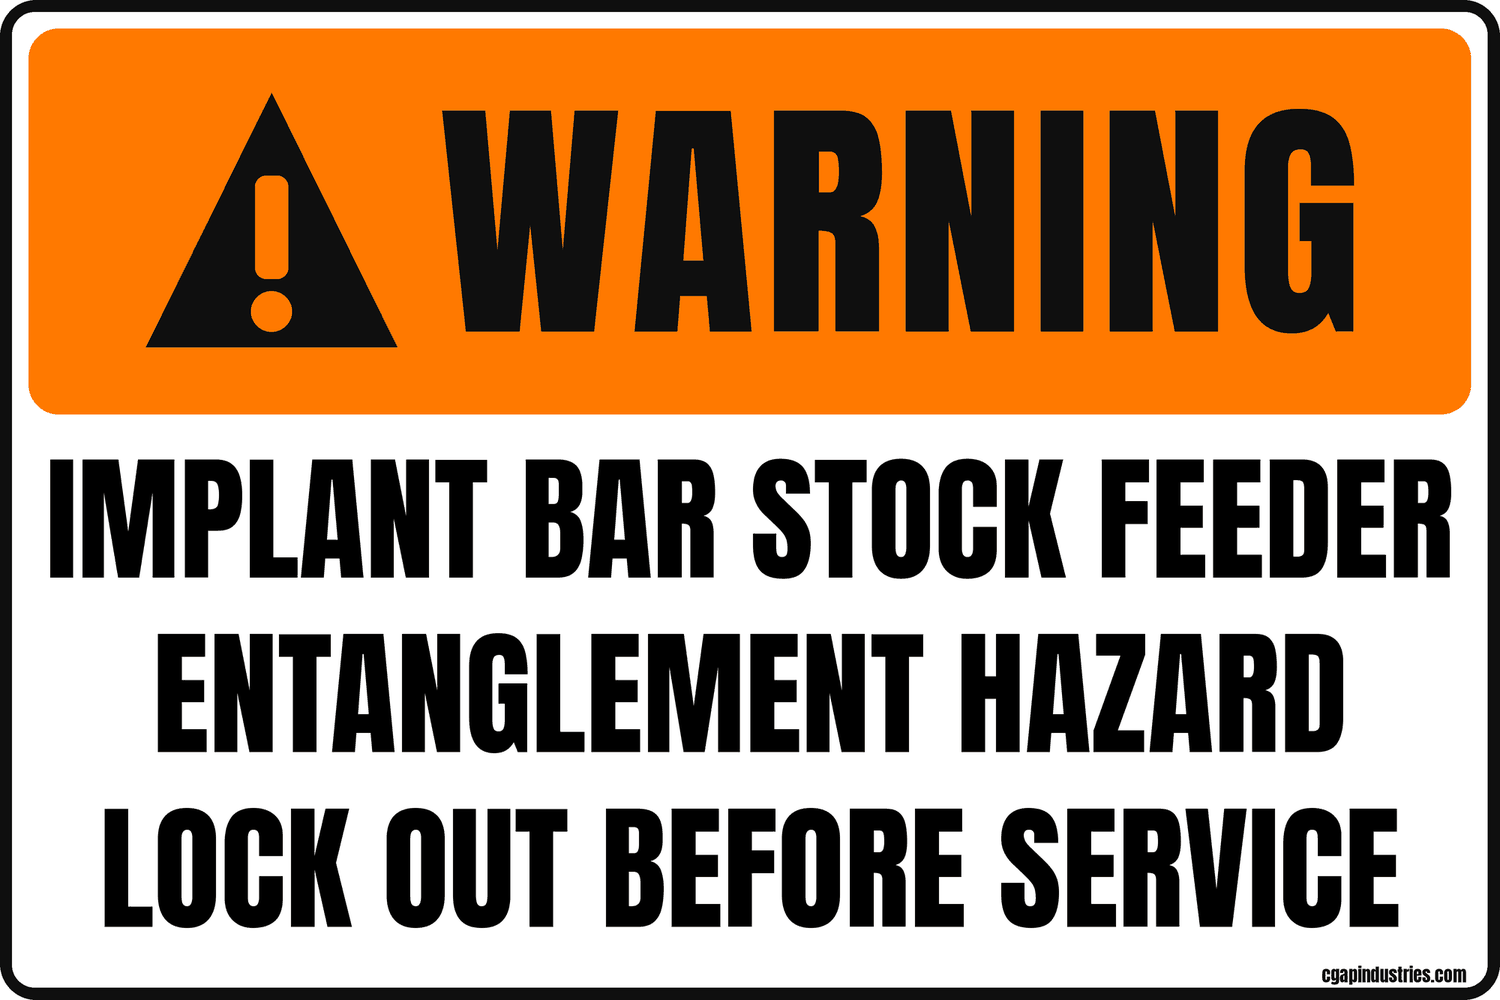 WARNING
IMPLANT BAR STOCK FEEDER
ENTANGLEMENT HAZARD
LOCK OUT BEFORE SERVICE
cgapindustries.com